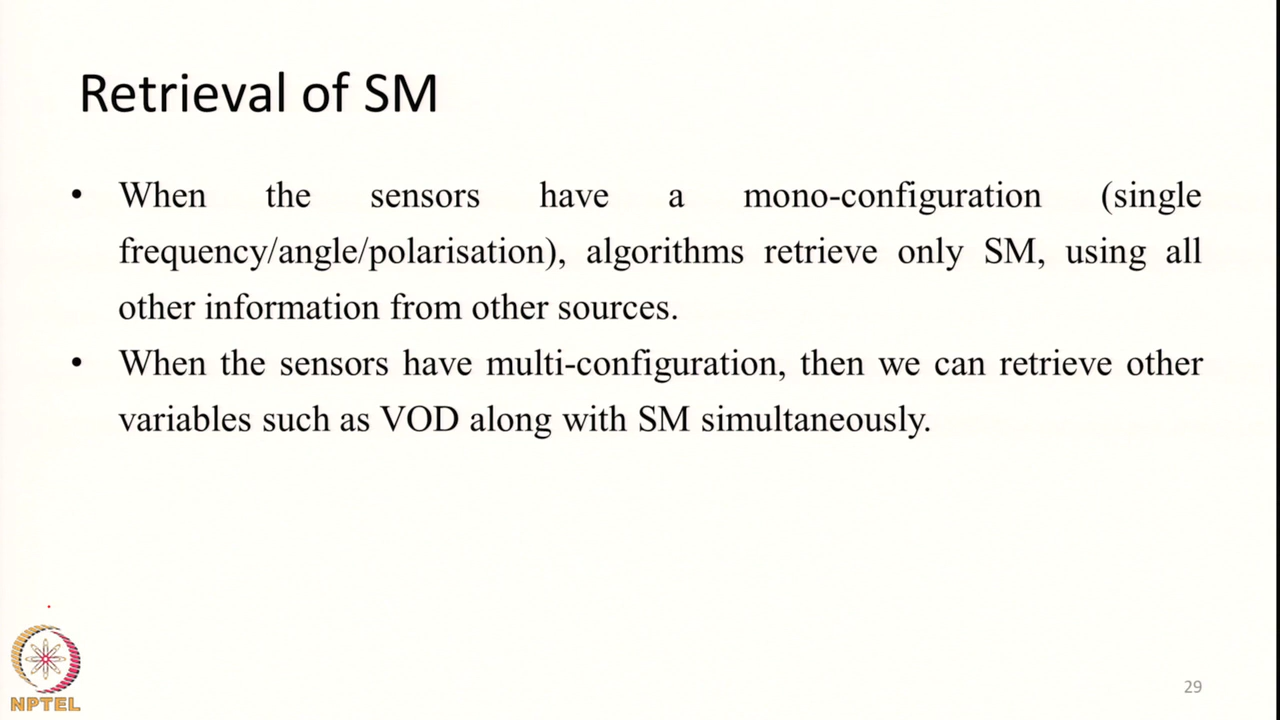 Retrieval of SM
• When the sensors have a mono-configuration (single
frequency/angle/polarisation), algorithms retrieve only SM, using all
other information from other sources.
• When the sensors have multi-configuration, then we can retrieve other
variables such as VOD along with SM simultaneously.
NPTEL
29